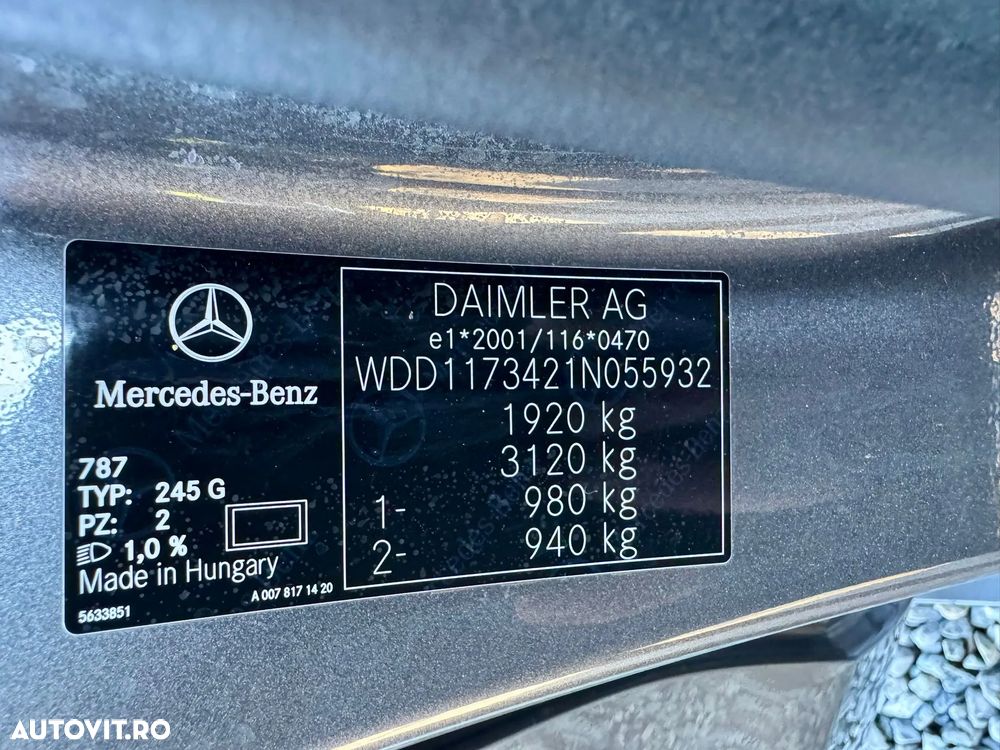 DAIMLER AG
e1*2001/116*0470
WDD1173421N055932
1920 kg
3120 kg
1- 980 kg
2- 940 kg
Mercedes-Benz
787
TYP: 245 G
PZ: 2
1,0 %
Made in Hungary
A 007 817 14 20
5633851
AUTOVIT.RO